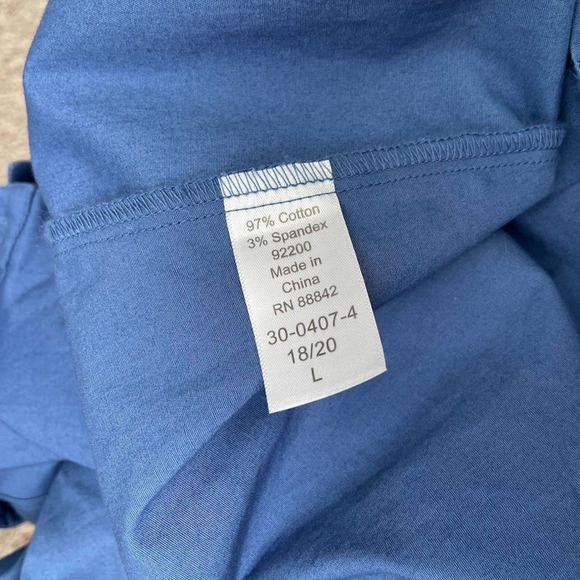 97% Cotton
3% Spandex
92200
Made in
China
RN 88842
30-0407-4
18/20
L